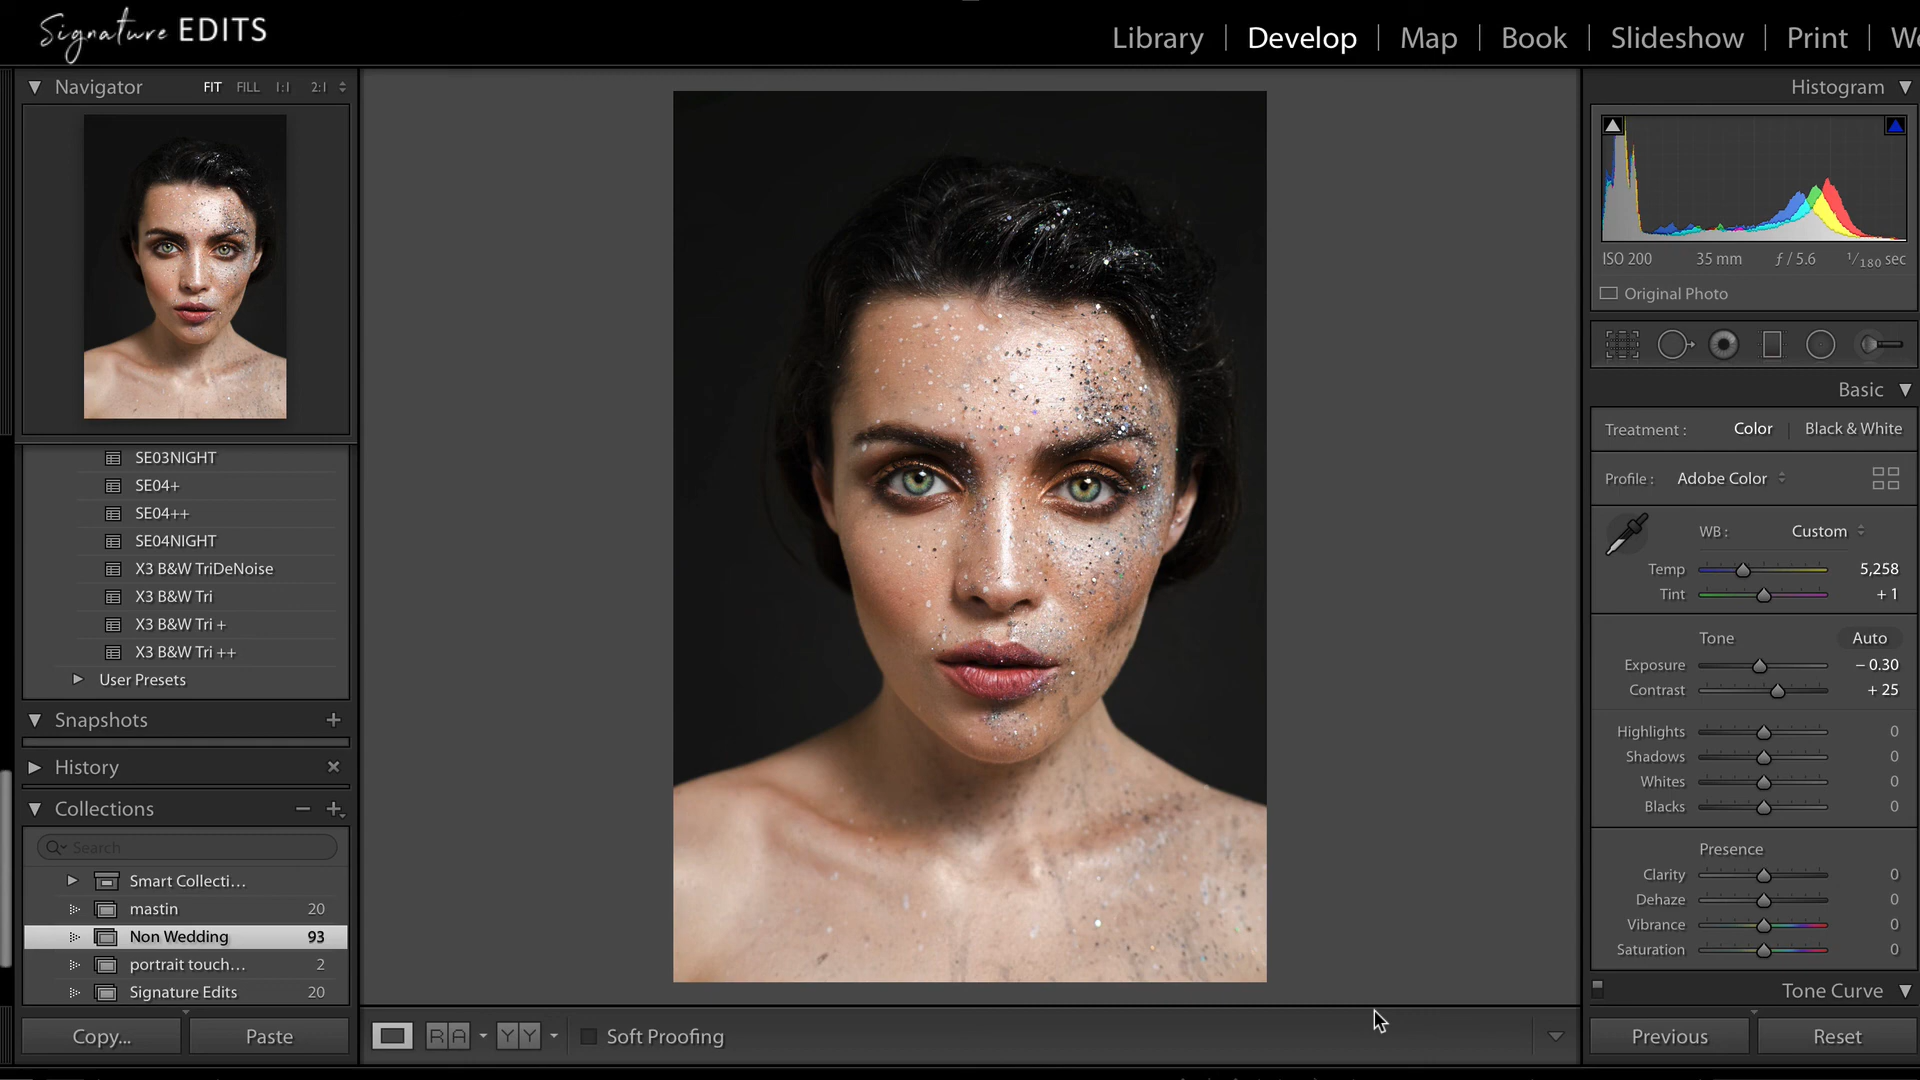 Signature EDITS
Library | Develop | Map | Book | Slideshow | Print |
Navigator FIT FILL 1:1 2:1
SE03NIGHT
SE04+
SE04++
SE04NIGHT
X3 B&W TriDeNoise
X3 B&W Tri
X3 B&W Tri +
X3 B&W Tri ++
User Presets
Snapshots +
History ×
Collections − +
Search
Smart Collecti...
mastin 20
Non Wedding 93
portrait touch... 2
Signature Edits 20
Copy... Paste
R A Y Y Soft Proofing
Histogram
ISO 200 35 mm ƒ / 5.6 1/180 sec
Original Photo
Basic
Treatment : Color | Black & White
Profile : Adobe Color
WB : Custom
Temp 5,258
Tint + 1
Tone Auto
Exposure − 0.30
Contrast + 25
Highlights 0
Shadows 0
Whites 0
Blacks 0
Presence
Clarity 0
Dehaze 0
Vibrance 0
Saturation 0
Tone Curve
Previous Reset